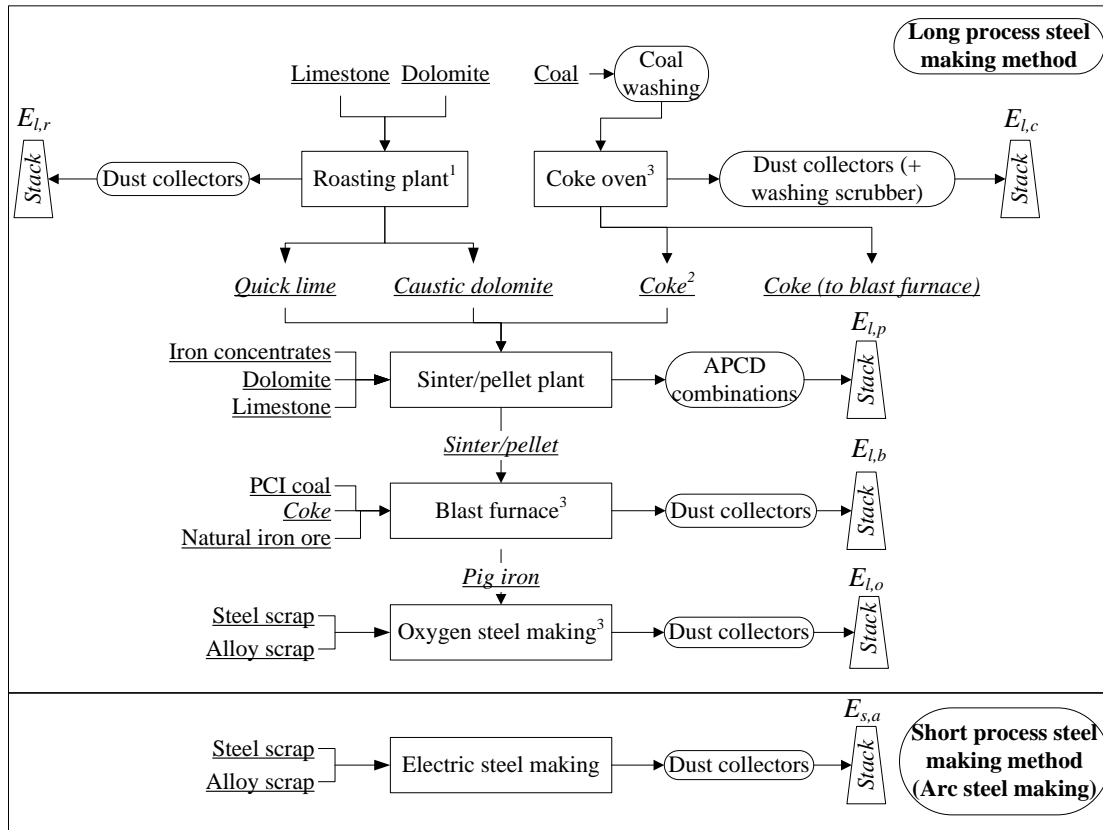 Long process steel
making method
Limestone Dolomite
Coal
Coal
washing
E_{l,r}
Stack
Dust collectors
Roasting plant¹
Coke oven³
Dust collectors (+
washing scrubber)
E_{l,c}
Stack
Quick lime
Caustic dolomite
Coke²
Coke (to blast furnace)
Iron concentrates
Dolomite
Limestone
Sinter/pellet plant
APCD
combinations
E_{l,p}
Stack
Sinter/pellet
PCI coal
Coke
Natural iron ore
Blast furnace³
Dust collectors
E_{l,b}
Stack
Pig iron
Steel scrap
Alloy scrap
Oxygen steel making³
Dust collectors
E_{l,o}
Stack
Steel scrap
Alloy scrap
Electric steel making
Dust collectors
E_{s,a}
Stack
Short process steel
making method
(Arc steel making)